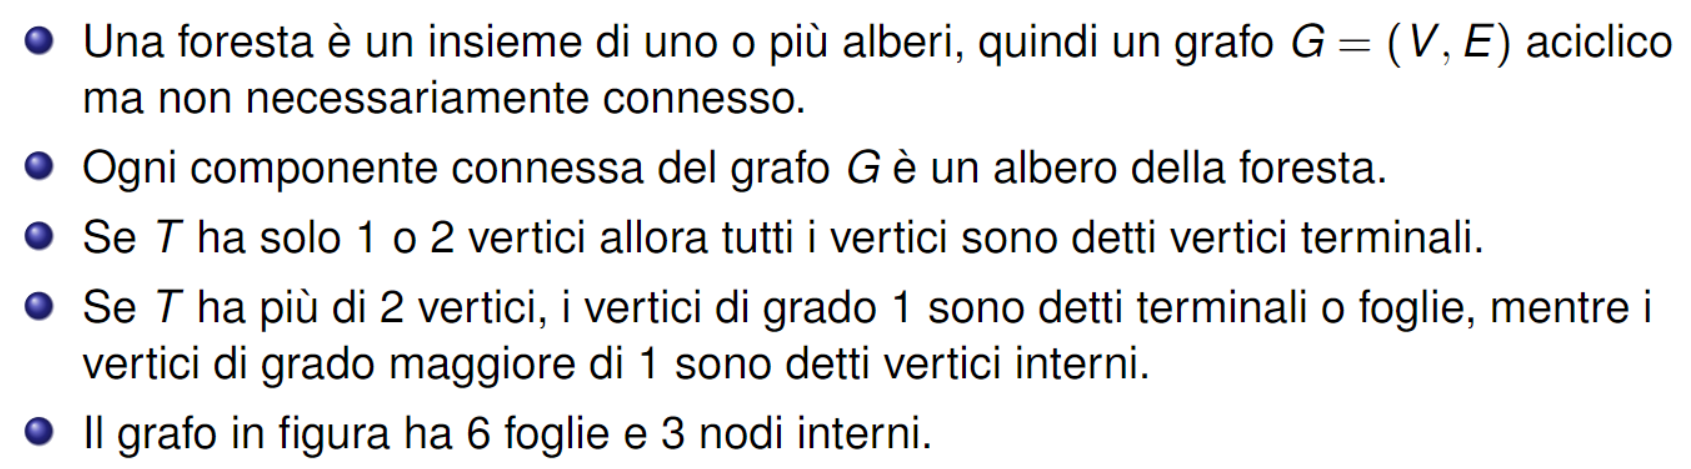 Una foresta è un insieme di uno o più alberi, quindi un grafo G = (V, E) aciclico
ma non necessariamente connesso.
Ogni componente connessa del grafo G è un albero della foresta.
Se T ha solo 1 o 2 vertici allora tutti i vertici sono detti vertici terminali.
Se T ha più di 2 vertici, i vertici di grado 1 sono detti terminali o foglie, mentre i
vertici di grado maggiore di 1 sono detti vertici interni.
Il grafo in figura ha 6 foglie e 3 nodi interni.